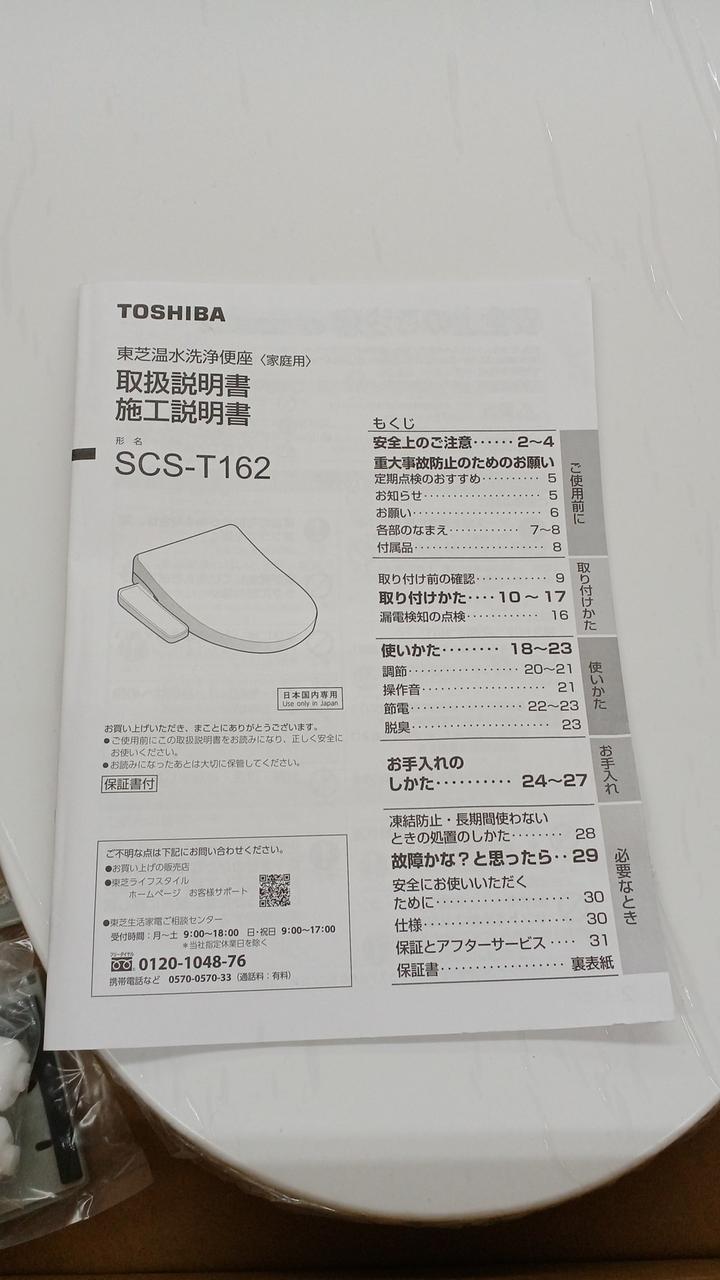 TOSHIBA
東芝温水洗浄便座〈家庭用〉
取扱説明書
施工説明書
形名
SCS-T162
日本国内専用
Use only in Japan
お買い上げいただき、まことにありがとうございます。
●ご使用前にこの取扱説明書をお読みになり、正しく安全に
お使いください。
●お読みになったあとは大切に保管してください。
保証書付
ご不明な点は下記にお問い合わせください。
●お買い上げの販売店
●東芝ライフスタイル
ホームページ お客様サポート
●東芝生活家電ご相談センター
受付時間：月～土 9:00～18:00 日・祝日 9:00～17:00
＊当社指定休業日を除く
フリーダイヤル
0120-1048-76
携帯電話など 0570-0570-33（通話料：有料）
もくじ
安全上のご注意……2～4
重大事故防止のためのお願い
定期点検のおすすめ………5
お知らせ………5
お願い………6
各部のなまえ………7～8
付属品………8
ご使用前に
取り付け前の確認………9
取り付けかた……10～17
漏電検知の点検………16
取り付けかた
使いかた………18～23
調節………20～21
操作音………21
節電………22～23
脱臭………23
使いかた
お手入れの
しかた………24～27
お手入れ
凍結防止・長期間使わない
ときの処置のしかた………28
故障かな？と思ったら‥29
安全にお使いいただく
ために………30
仕様………30
保証とアフターサービス……31
保証書………裏表紙
必要なとき